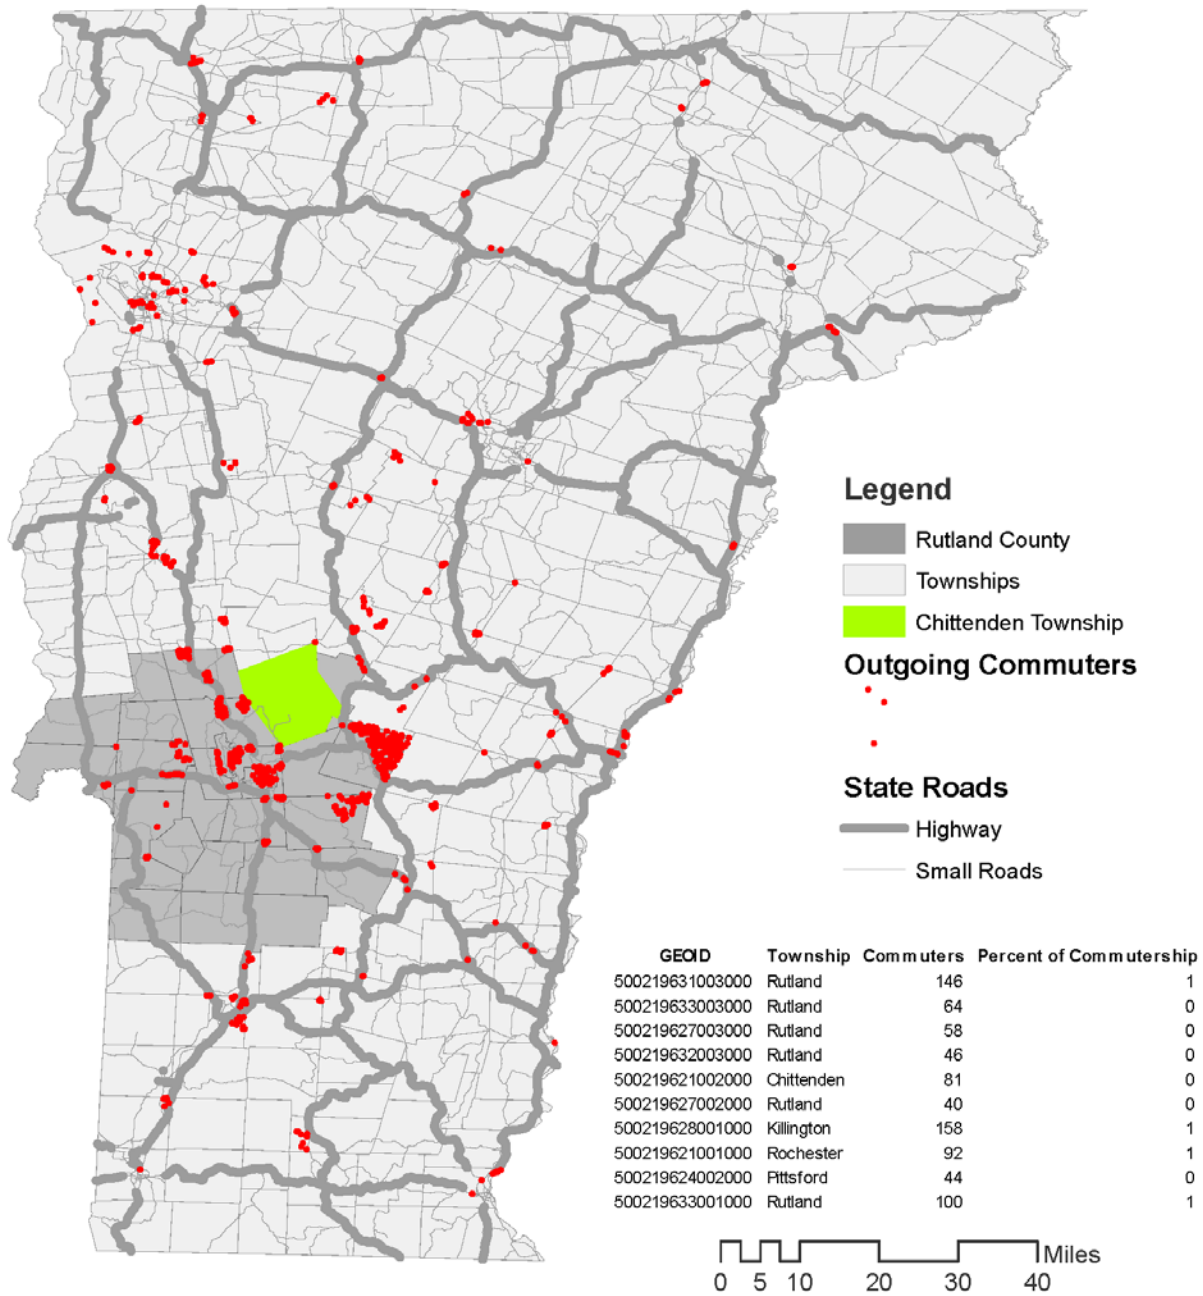 Legend
Rutland County
Townships
Chittenden Township
Outgoing Commuters
State Roads
Highway
Small Roads
GEOID Township Commuters Percent of Commutership
500219631003000 Rutland 146 1
500219633003000 Rutland 64 0
500219627003000 Rutland 58 0
500219632003000 Rutland 46 0
500219621002000 Chittenden 81 0
500219627002000 Rutland 40 0
500219628001000 Killington 158 1
500219621001000 Rochester 92 1
500219624002000 Pittsford 44 0
500219633001000 Rutland 100 1
Miles
0 5 10 20 30 40